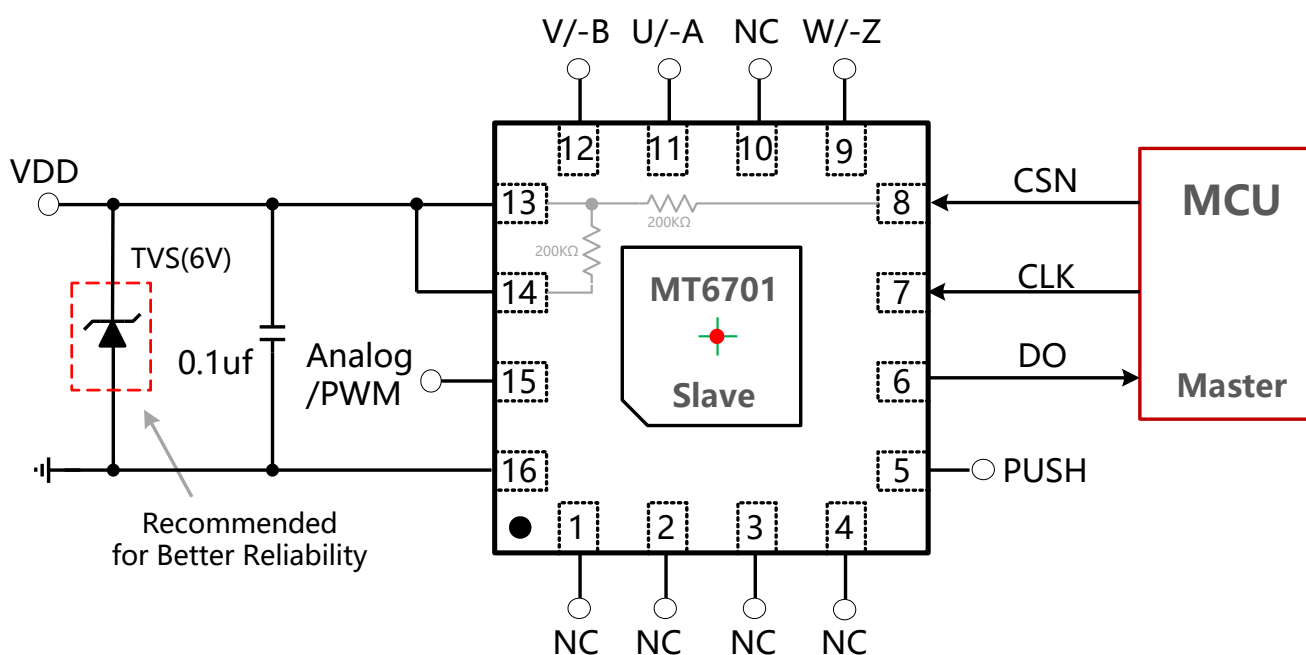 V/-B U/-A NC W/-Z
12 11 10 9
VDD
13
200KΩ
8
CSN
MCU
TVS(6V)
200KΩ
14
MT6701
7
CLK
0.1uf
Analog
/PWM
15
Slave
6
DO
Master
16
5
PUSH
Recommended
for Better Reliability
1 2 3 4
NC NC NC NC